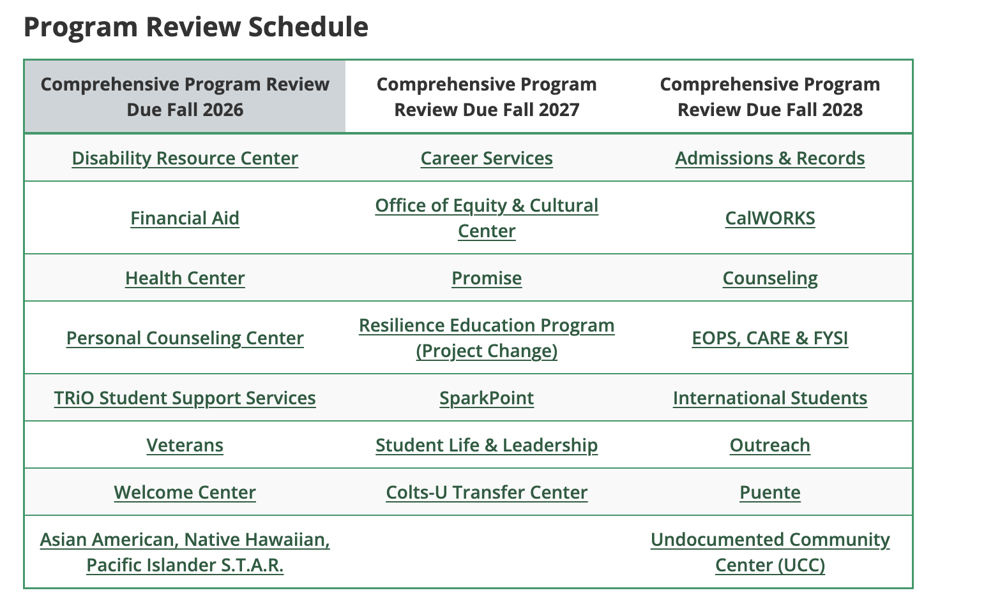 Program Review Schedule
Comprehensive Program Review
Due Fall 2026
Comprehensive Program
Review Due Fall 2027
Comprehensive Program
Review Due Fall 2028
Disability Resource Center
Career Services
Admissions & Records
Financial Aid
Office of Equity & Cultural
Center
CalWORKS
Health Center
Promise
Counseling
Personal Counseling Center
Resilience Education Program
(Project Change)
EOPS, CARE & FYSI
TRiO Student Support Services
SparkPoint
International Students
Veterans
Student Life & Leadership
Outreach
Welcome Center
Colts-U Transfer Center
Puente
Asian American, Native Hawaiian,
Pacific Islander S.T.A.R.
Undocumented Community
Center (UCC)